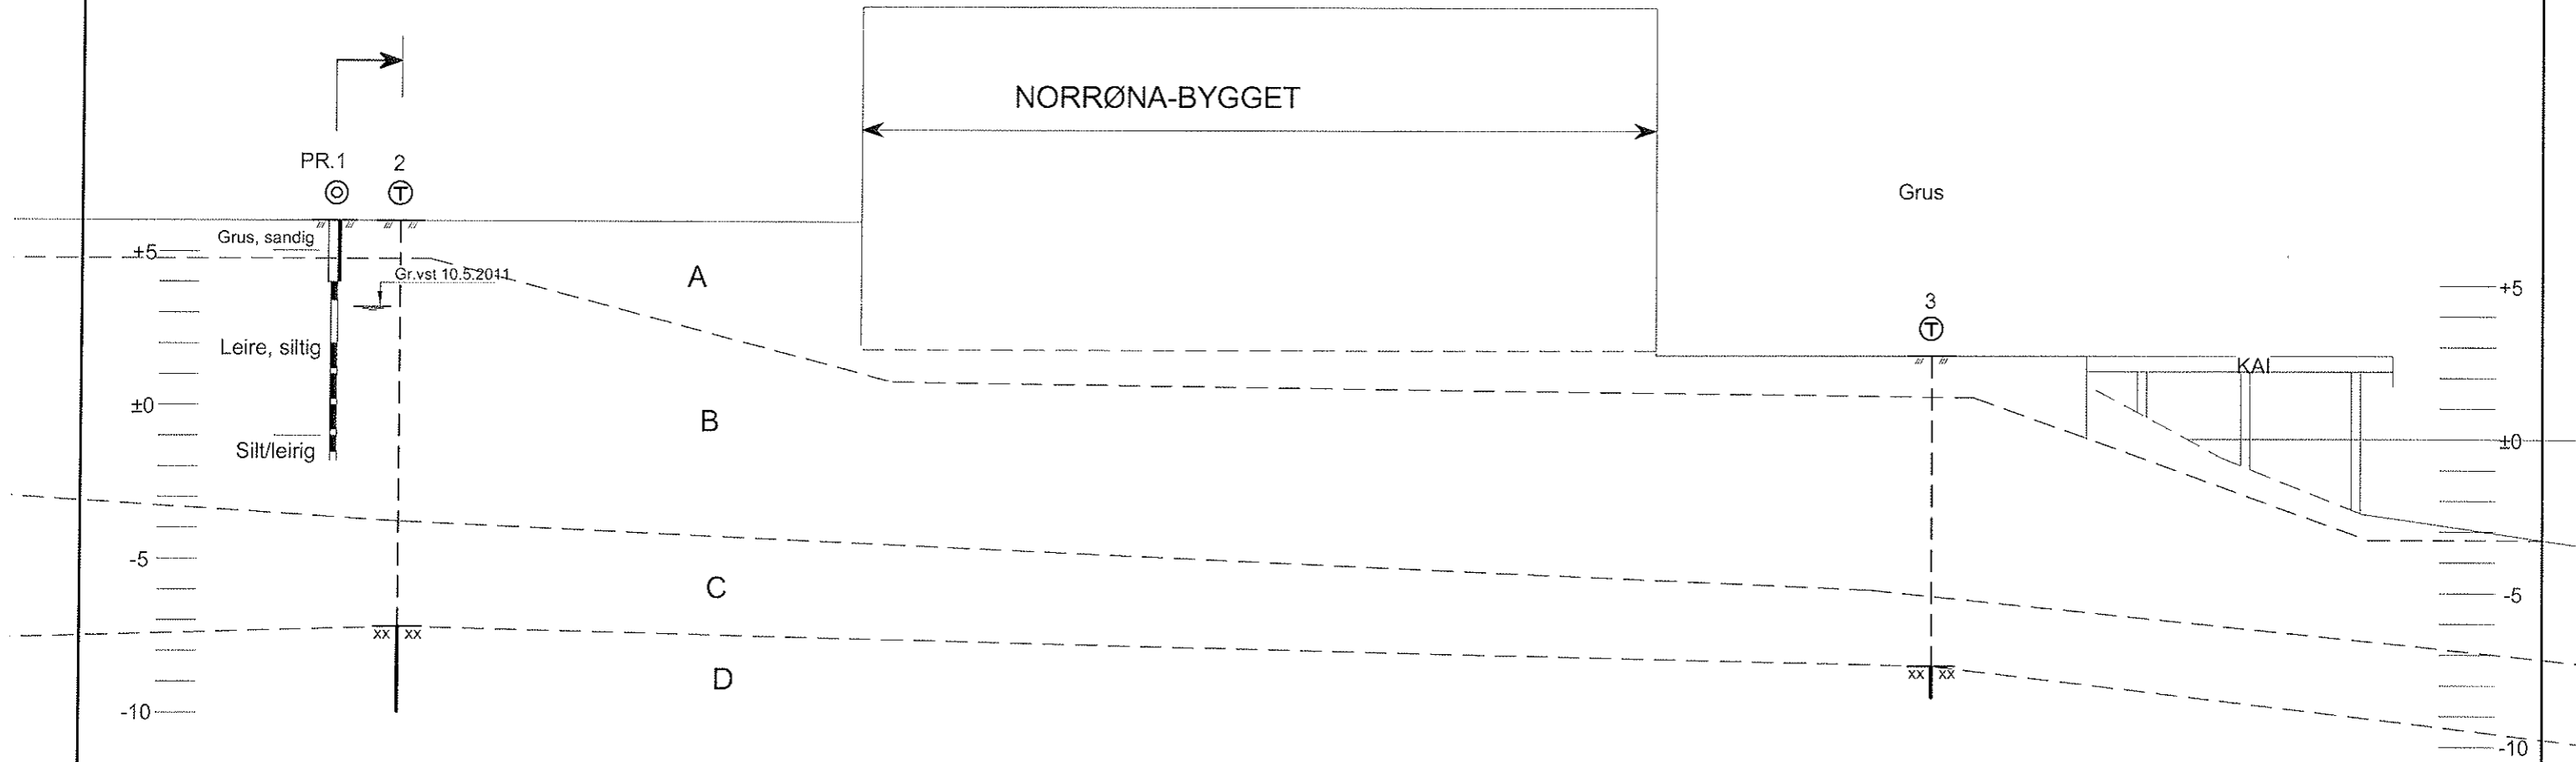 NORRØNA-BYGGET
PR.1
2
T
Grus
Grus, sandig
+5
Gr.vst 10.5.2011
A
+5
3
T
Leire, siltig
KAI
±0
B
±0
Silt/leirig
-5
C
-5
xx xx
D
xx xx
-10
-10